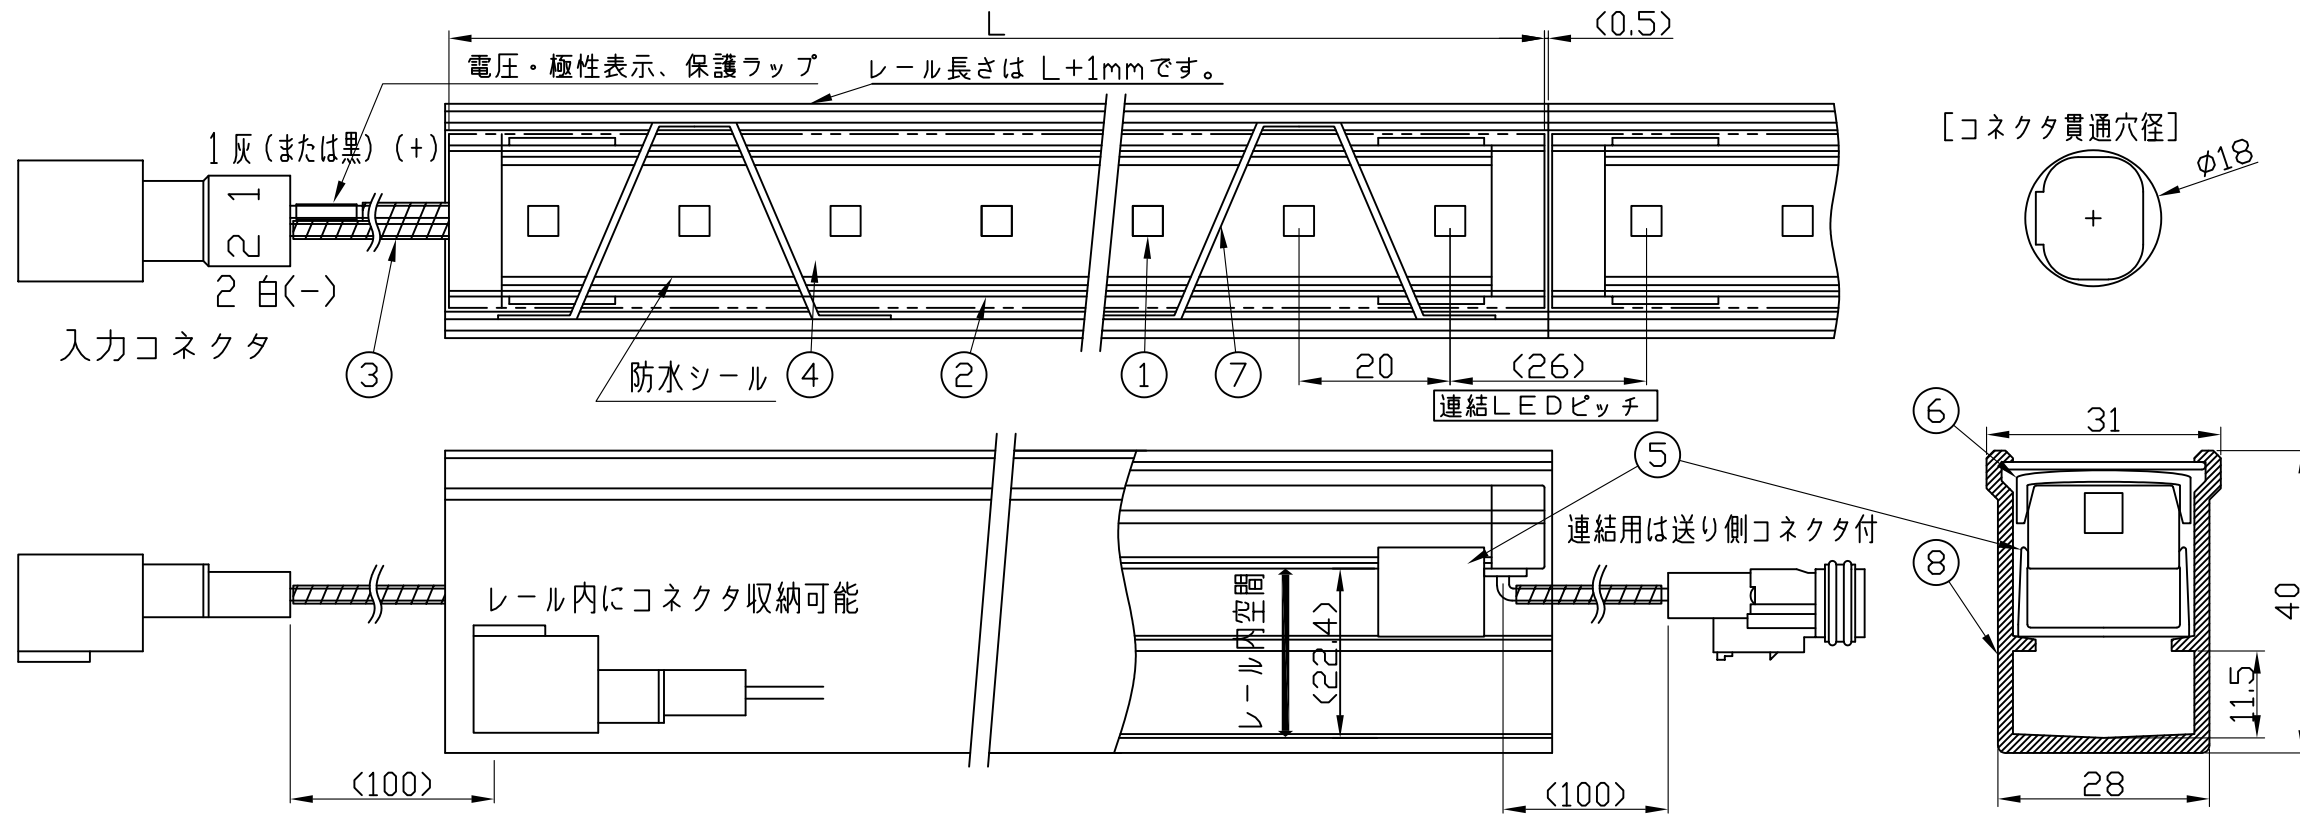 L
(0.5)
電圧・極性表示、保護ラップ
レール長さは L+1mmです。
[コネクタ貫通穴径]
φ18
1 灰(または黒) (+)
2 1
2 白(-)
入力コネクタ
3
防水シール
4
2
1
7
20
(26)
連結LEDピッチ
6
31
5
連結用は送り側コネクタ付
8
レール内にコネクタ収納可能
レール内空間
(22.4)
40
11.5
(100)
(100)
28